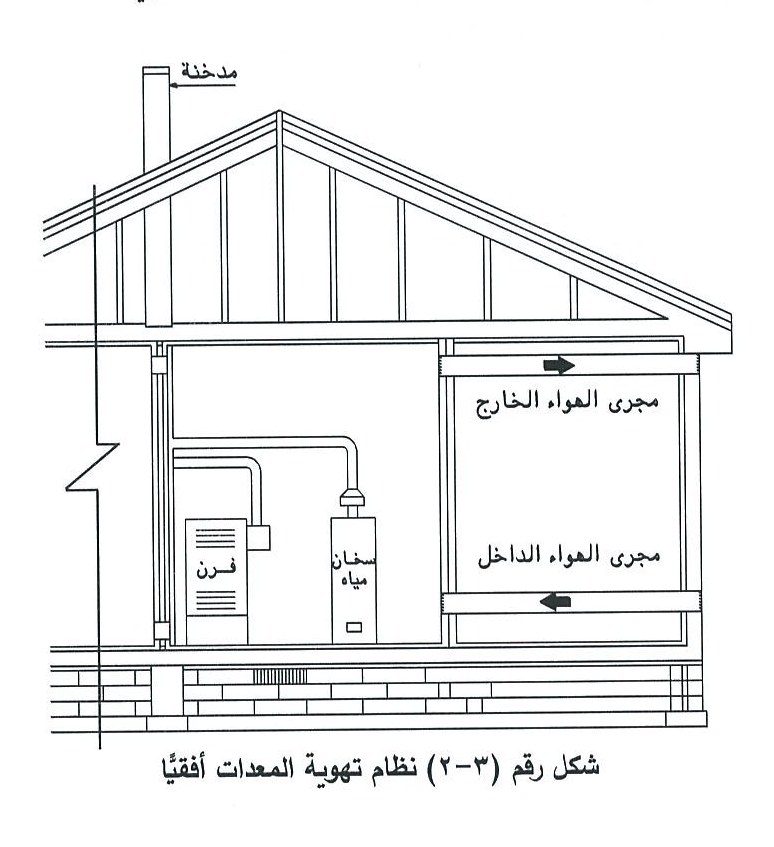 مدخنة
مجرى الهواء الخارج
مجرى الهواء الداخل
سخان
مياه
فرن
شكل رقم (٣-٢) نظام تهوية المعدات أفقيًّا